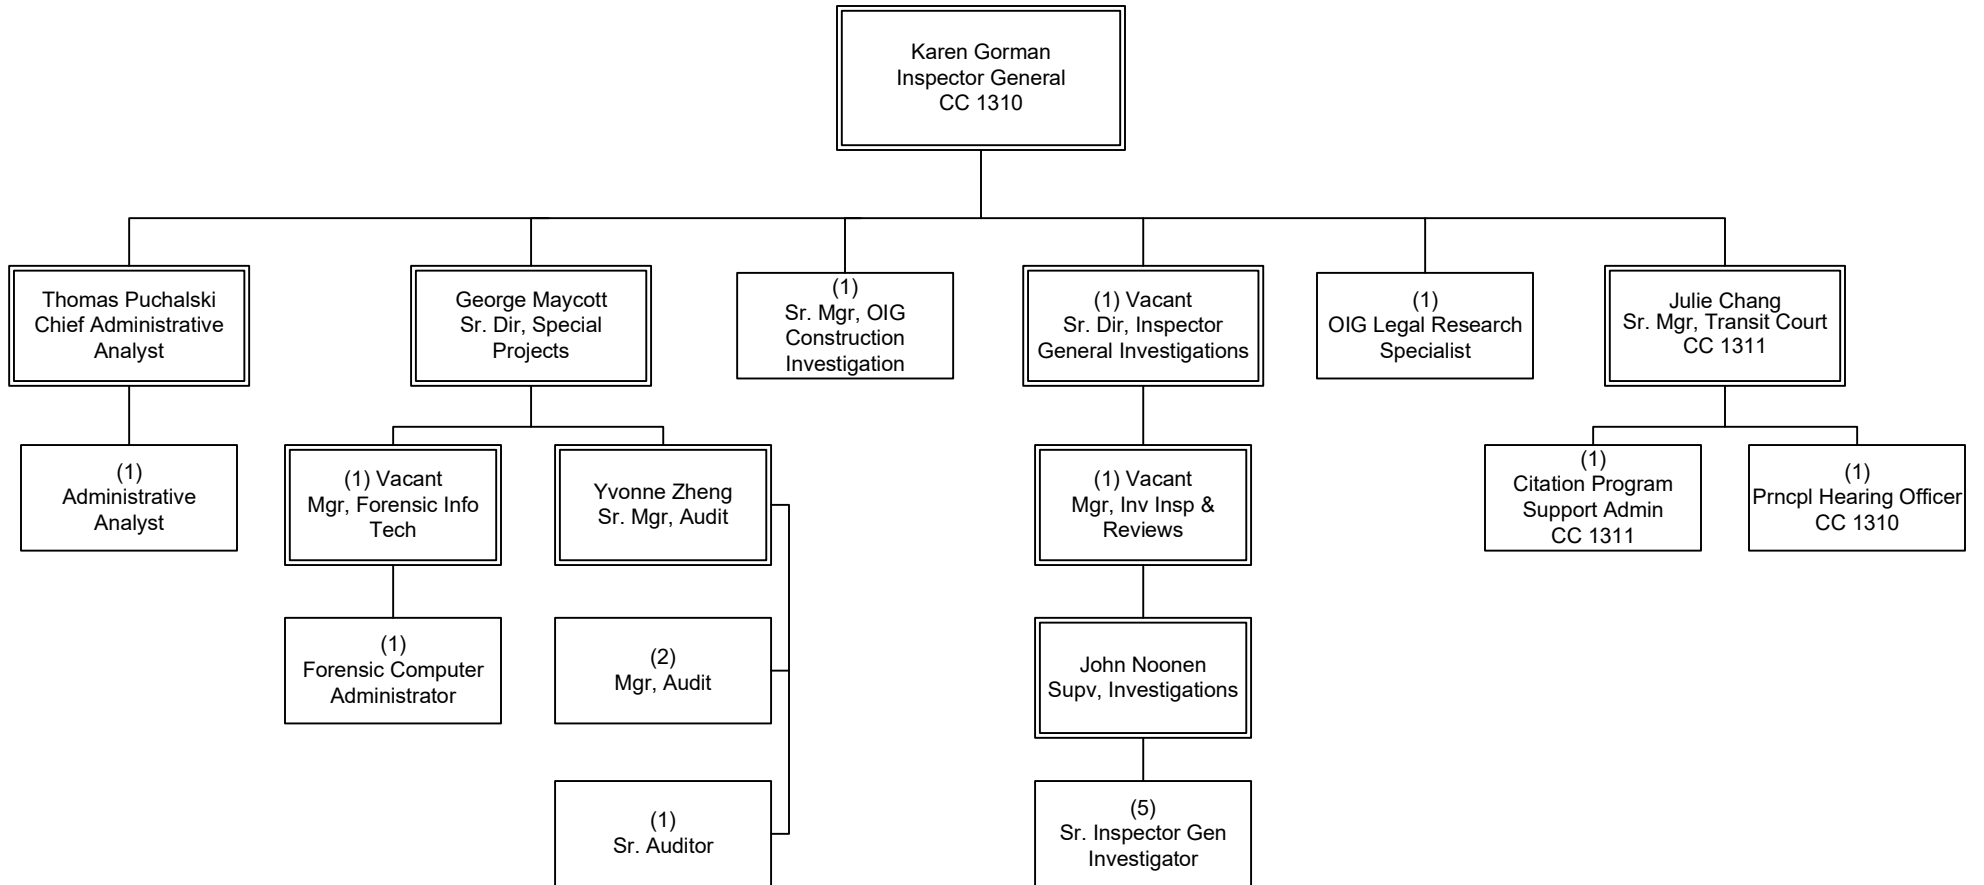 Karen Gorman
Inspector General
CC 1310
Thomas Puchalski
Chief Administrative
Analyst
George Maycott
Sr. Dir, Special
Projects
(1)
Sr. Mgr, OIG
Construction
Investigation
(1) Vacant
Sr. Dir, Inspector
General Investigations
(1)
OIG Legal Research
Specialist
Julie Chang
Sr. Mgr, Transit Court
CC 1311
(1)
Administrative
Analyst
(1) Vacant
Mgr, Forensic Info
Tech
Yvonne Zheng
Sr. Mgr, Audit
(1) Vacant
Mgr, Inv Insp &
Reviews
(1)
Citation Program
Support Admin
CC 1311
(1)
Prncpl Hearing Officer
CC 1310
(1)
Forensic Computer
Administrator
(2)
Mgr, Audit
John Noonen
Supv, Investigations
(1)
Sr. Auditor
(5)
Sr. Inspector Gen
Investigator